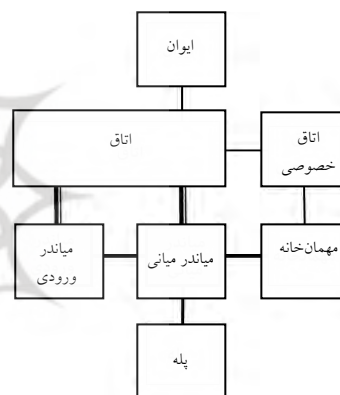 ایوان
اتاق
اتاق
خصوصی
مهمان‌خانه
میاندر میانی
میاندر
ورودی
پله